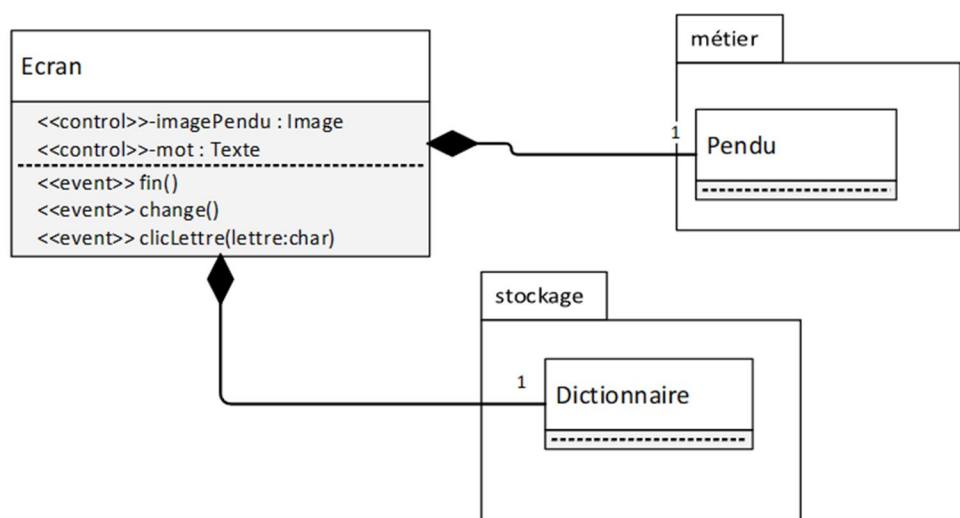 Ecran
<<control>>-imagePendu : Image
<<control>>-mot : Texte
<<event>> fin()
<<event>> change()
<<event>> clicLettre(lettre:char)
métier
1
Pendu
stockage
1
Dictionnaire